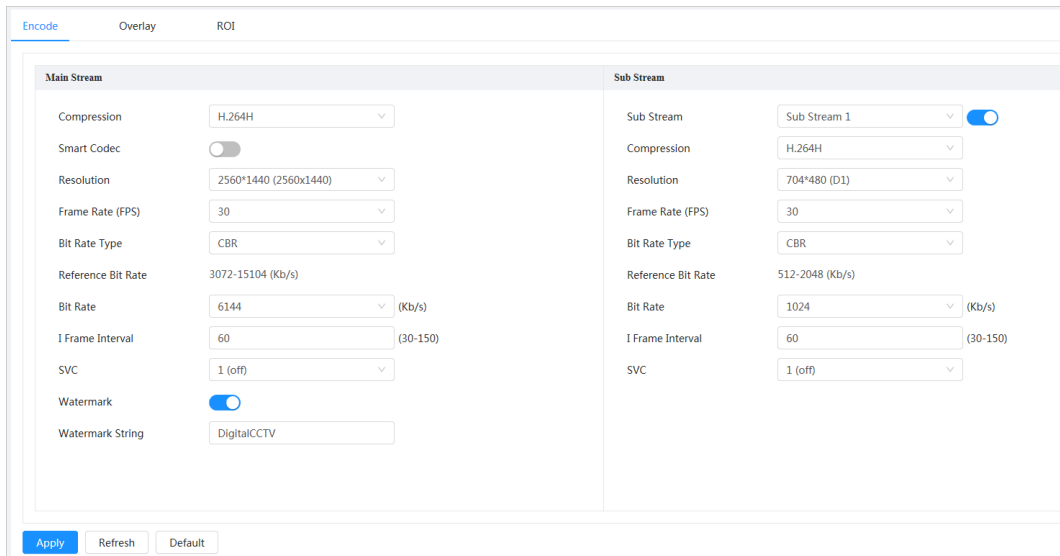 Encode Overlay ROI
Main Stream Sub Stream
Compression H.264H Sub Stream Sub Stream 1
Smart Codec Compression H.264H
Resolution 2560*1440 (2560x1440) Resolution 704*480 (D1)
Frame Rate (FPS) 30 Frame Rate (FPS) 30
Bit Rate Type CBR Bit Rate Type CBR
Reference Bit Rate 3072-15104 (Kb/s) Reference Bit Rate 512-2048 (Kb/s)
Bit Rate 6144 (Kb/s) Bit Rate 1024 (Kb/s)
I Frame Interval 60 (30-150) I Frame Interval 60 (30-150)
SVC 1 (off) SVC 1 (off)
Watermark
Watermark String DigitalCCTV
Apply Refresh Default